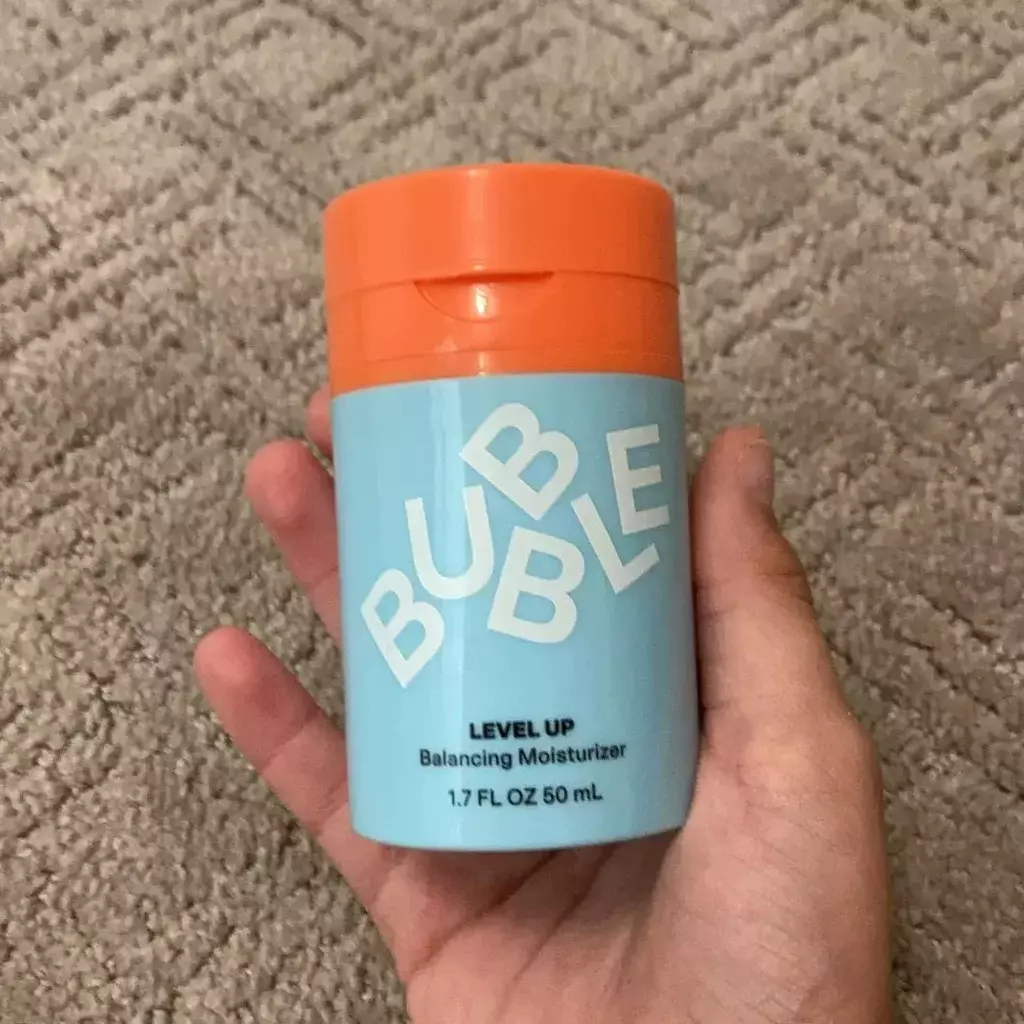 BUBBLE
LEVEL UP
Balancing Moisturizer
1.7 FL OZ 50 mL